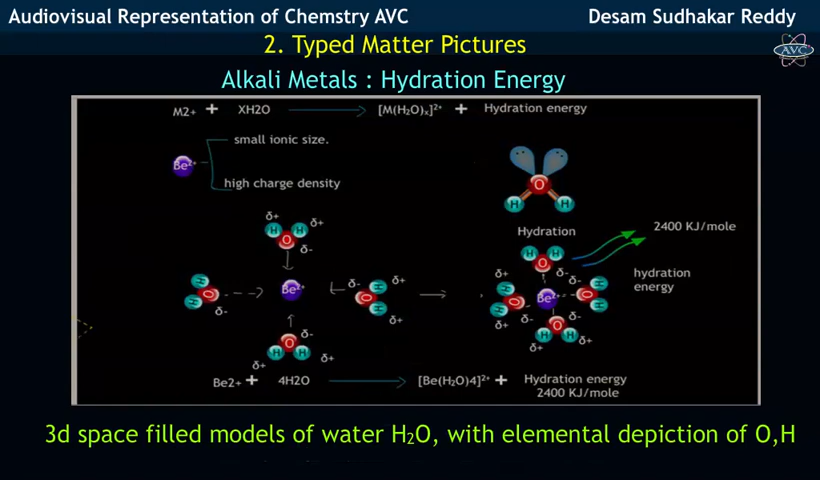 Audiovisual Representation of Chemstry AVC
Desam Sudhakar Reddy
2. Typed Matter Pictures
AVC
Alkali Metals : Hydration Energy
M2+ + XH2O [M(H₂O)ₓ]²⁺ + Hydration energy
small ionic size.
Be²⁺
high charge density
O
H H
2400 KJ/mole
Hydration
hydration
energy
δ+ δ+
H H
O
δ-
H
H
O
δ-
Be²⁺
δ- δ+
H
O
H
δ+
δ-
O
H H
δ+ δ+
H H
O
δ+ δ- δ-
H
O
H
Be²⁺
H
O
H
δ+ δ- δ-
O
H H
δ+ δ+
Be2+ + 4H2O [Be(H₂O)4]²⁺ + Hydration energy
2400 KJ/mole
3d space filled models of water H₂O, with elemental depiction of O,H